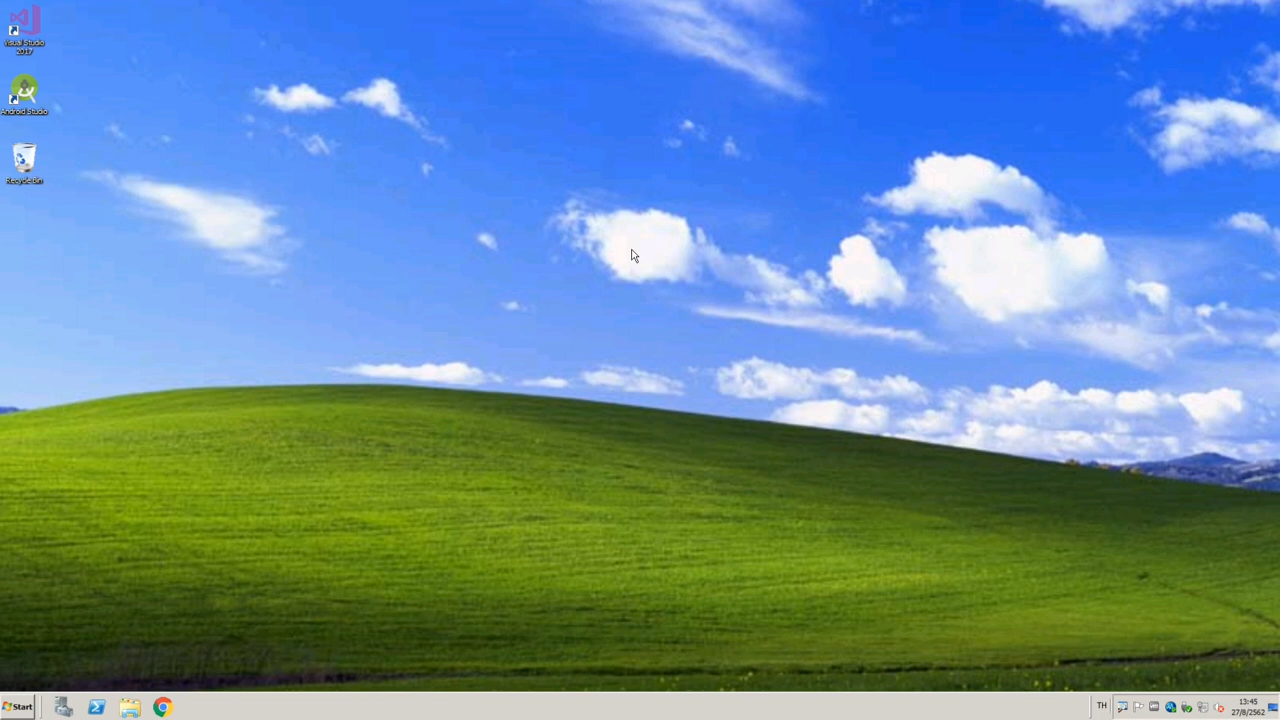 Visual Studio
2017
Android Studio
Recycle Bin
Start
TH
13:45
27/8/2562